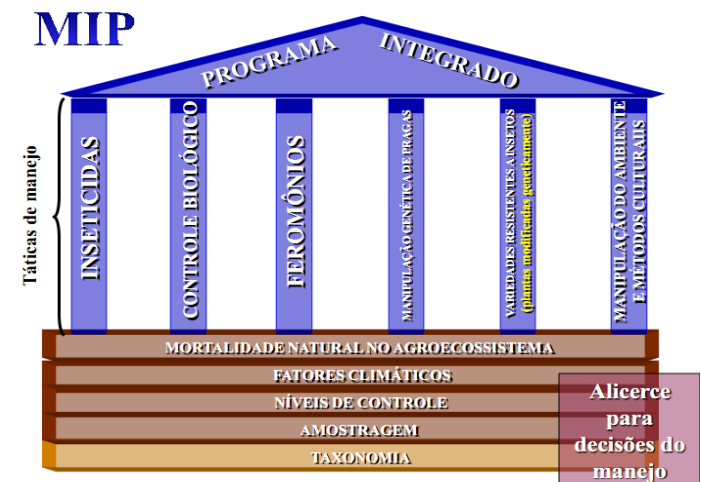 MIP
PROGRAMA INTEGRADO
Táticas de manejo
INSETICIDAS
CONTROLE BIOLÓGICO
FEROMÔNIOS
MANIPULAÇÃO GENÉTICA DE PRAGAS
VARIEDADES RESISTENTES A INSETOS
(plantas modificadas geneticamente)
MANIPULAÇÃO DO AMBIENTE
E MÉTODOS CULTURAIIS
MORTALIDADE NATURAL NO AGROECOSSISTEMA
FATORES CLIMÁTICOS
NÍVEIS DE CONTROLE
AMOSTRAGEM
TAXONOMIA
Alicerce
para
decisões do
manejo